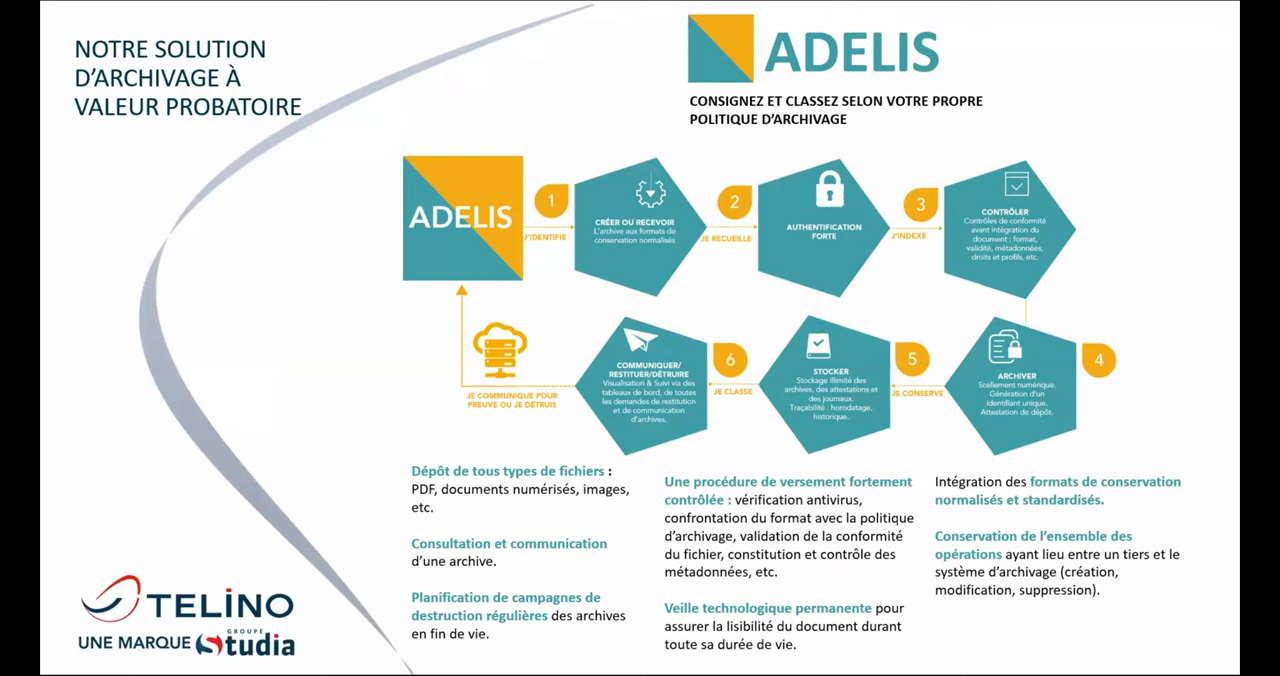 NOTRE SOLUTION
D'ARCHIVAGE À
VALEUR PROBATOIRE
ADELIS
CONSIGNEZ ET CLASSEZ SELON VOTRE PROPRE
POLITIQUE D'ARCHIVAGE
ADELIS
1
J'IDENTIFIE
CRÉER OU RECEVOIR
L'archive aux formats de
conservation normalisés
2
JE RECUEILLE
AUTHENTIFICATION
FORTE
3
J'INDEXE
CONTRÔLER
Contrôles de conformité
avant intégration du
document : format,
validité, métadonnées,
droits et profils, etc.
4
ARCHIVER
Scellement numérique.
Génération d'un
identifiant unique.
Attestation de dépôt.
5
JE CONSERVE
STOCKER
Stockage illimité des
archives, des attestations et
des journaux.
Traçabilité : horodatage,
historique.
6
JE CLASSE
COMMUNIQUER/
RESTITUER/DÉTRUIRE
Visualisation & Suivi via des
tableaux de bord, de toutes
les demandes de restitution
et de communication
d'archives.
JE COMMUNIQUE POUR
PREUVE OU JE DÉTRUIS
Dépôt de tous types de fichiers :
PDF, documents numérisés, images,
etc.
Consultation et communication
d'une archive.
Planification de campagnes de
destruction régulières des archives
en fin de vie.
Une procédure de versement fortement
contrôlée : vérification antivirus,
confrontation du format avec la politique
d'archivage, validation de la conformité
du fichier, constitution et contrôle des
métadonnées, etc.
Veille technologique permanente pour
assurer la lisibilité du document durant
toute sa durée de vie.
Intégration des formats de conservation
normalisés et standardisés.
Conservation de l'ensemble des
opérations ayant lieu entre un tiers et le
système d'archivage (création,
modification, suppression).
TELINO
UNE MARQUE GROUPE Studia